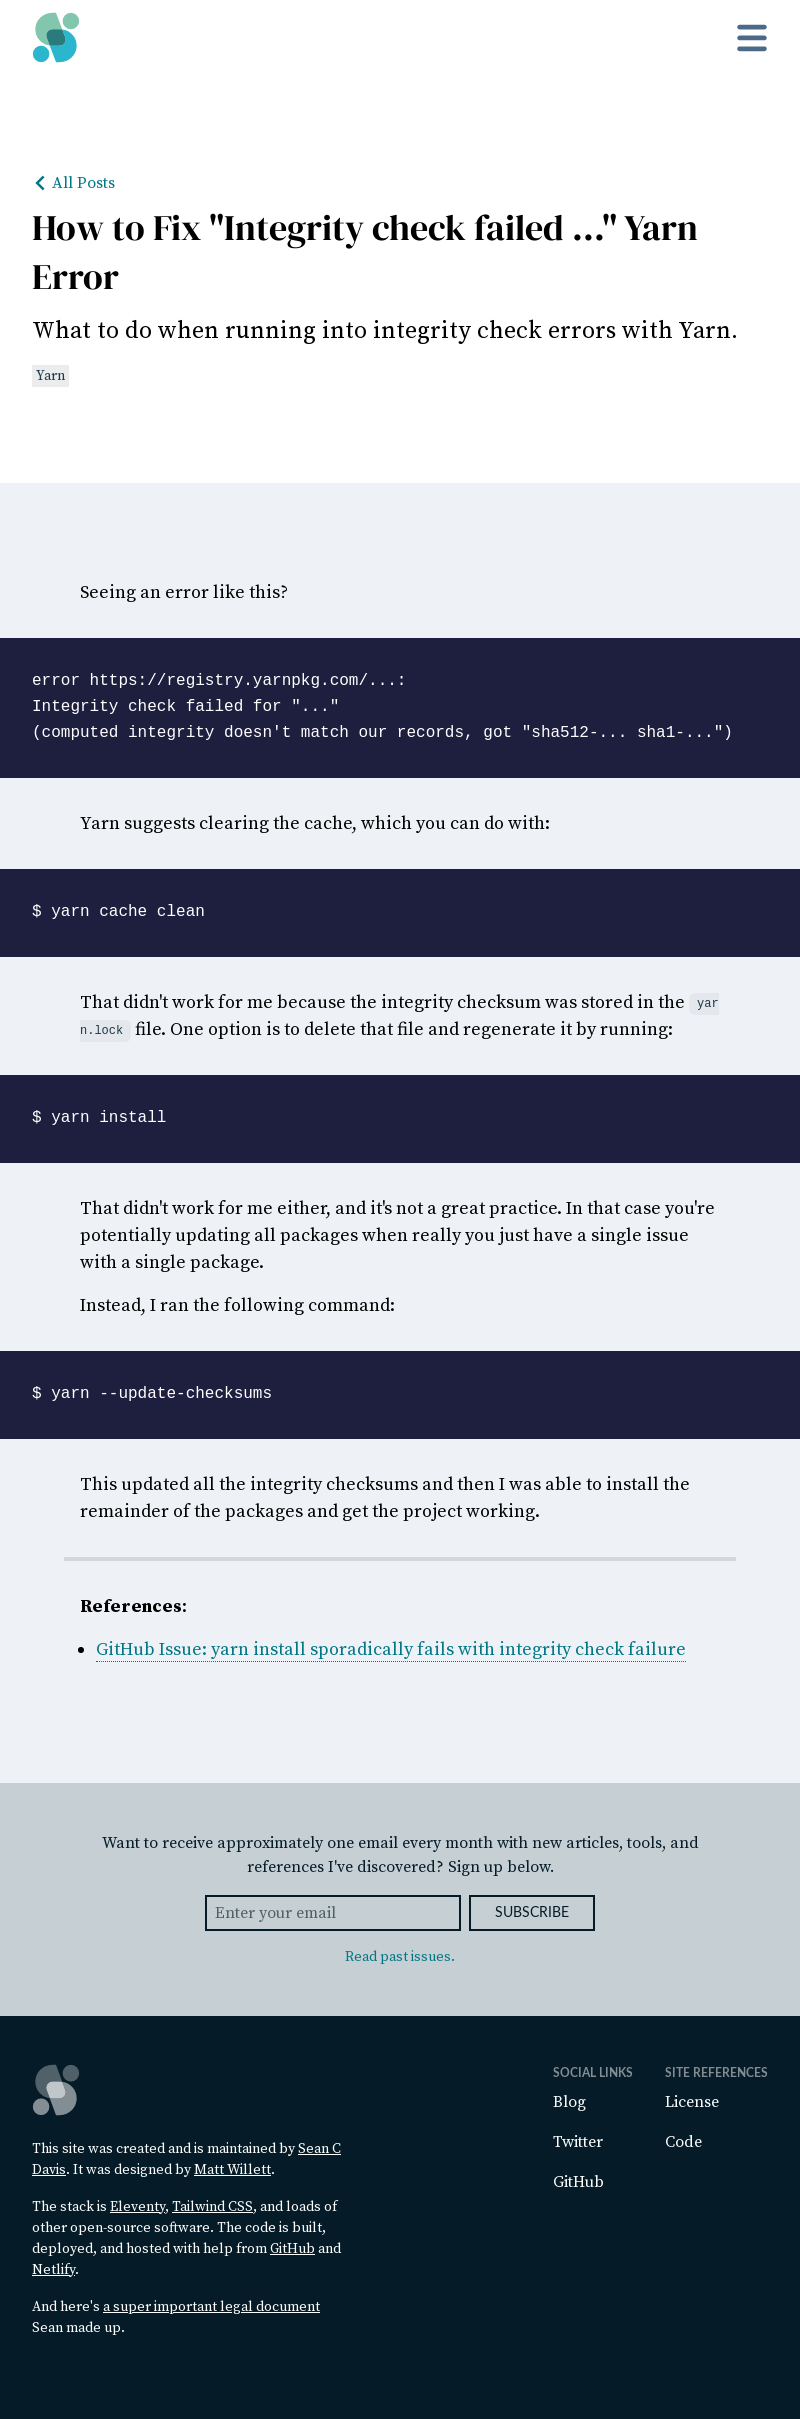 All Posts
How to Fix "Integrity check failed ..." Yarn
Error
What to do when running into integrity check errors with Yarn.
Yarn
Seeing an error like this?
error https://registry.yarnpkg.com/...:
Integrity check failed for "..."
(computed integrity doesn't match our records, got "sha512-... sha1-...")
Yarn suggests clearing the cache, which you can do with:
$ yarn cache clean
That didn't work for me because the integrity checksum was stored in the yar
n.lock file. One option is to delete that file and regenerate it by running:
$ yarn install
That didn't work for me either, and it's not a great practice. In that case you're
potentially updating all packages when really you just have a single issue
with a single package.
Instead, I ran the following command:
$ yarn --update-checksums
This updated all the integrity checksums and then I was able to install the
remainder of the packages and get the project working.
References:
GitHub Issue: yarn install sporadically fails with integrity check failure
Want to receive approximately one email every month with new articles, tools, and
references I've discovered? Sign up below.
Enter your email
SUBSCRIBE
Read past issues.
This site was created and is maintained by Sean C
Davis. It was designed by Matt Willett.
The stack is Eleventy, Tailwind CSS, and loads of
other open-source software. The code is built,
deployed, and hosted with help from GitHub and
Netlify.
And here's a super important legal document
Sean made up.
SOCIAL LINKS
Blog
Twitter
GitHub
SITE REFERENCES
License
Code